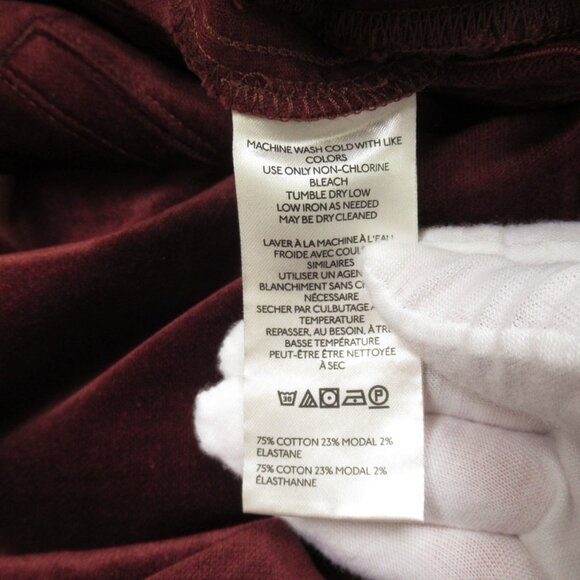 MACHINE WASH COLD WITH LIKE
COLORS
USE ONLY NON-CHLORINE
BLEACH
TUMBLE DRY LOW
LOW IRON AS NEEDED
MAY BE DRY CLEANED
LAVER À LA MACHINE À L'EAU
FROIDE AVEC
SIMILAIRES
UTILISER UN AGEN
BLANCHIMENT SANS
NÉCESSAIRE
SECHER PAR CULBUTAGE
TEMPERATURE
REPASSER, AU BESOIN, À
BASSE TEMPÉRATURE
PEUT-ÊTRE ÊTRE NETTOYÉE
À SEC
30 P
75% COTTON 23% MODAL 2%
ELASTANE
75% COTON 23% MODAL 2%
ÉLASTHANNE